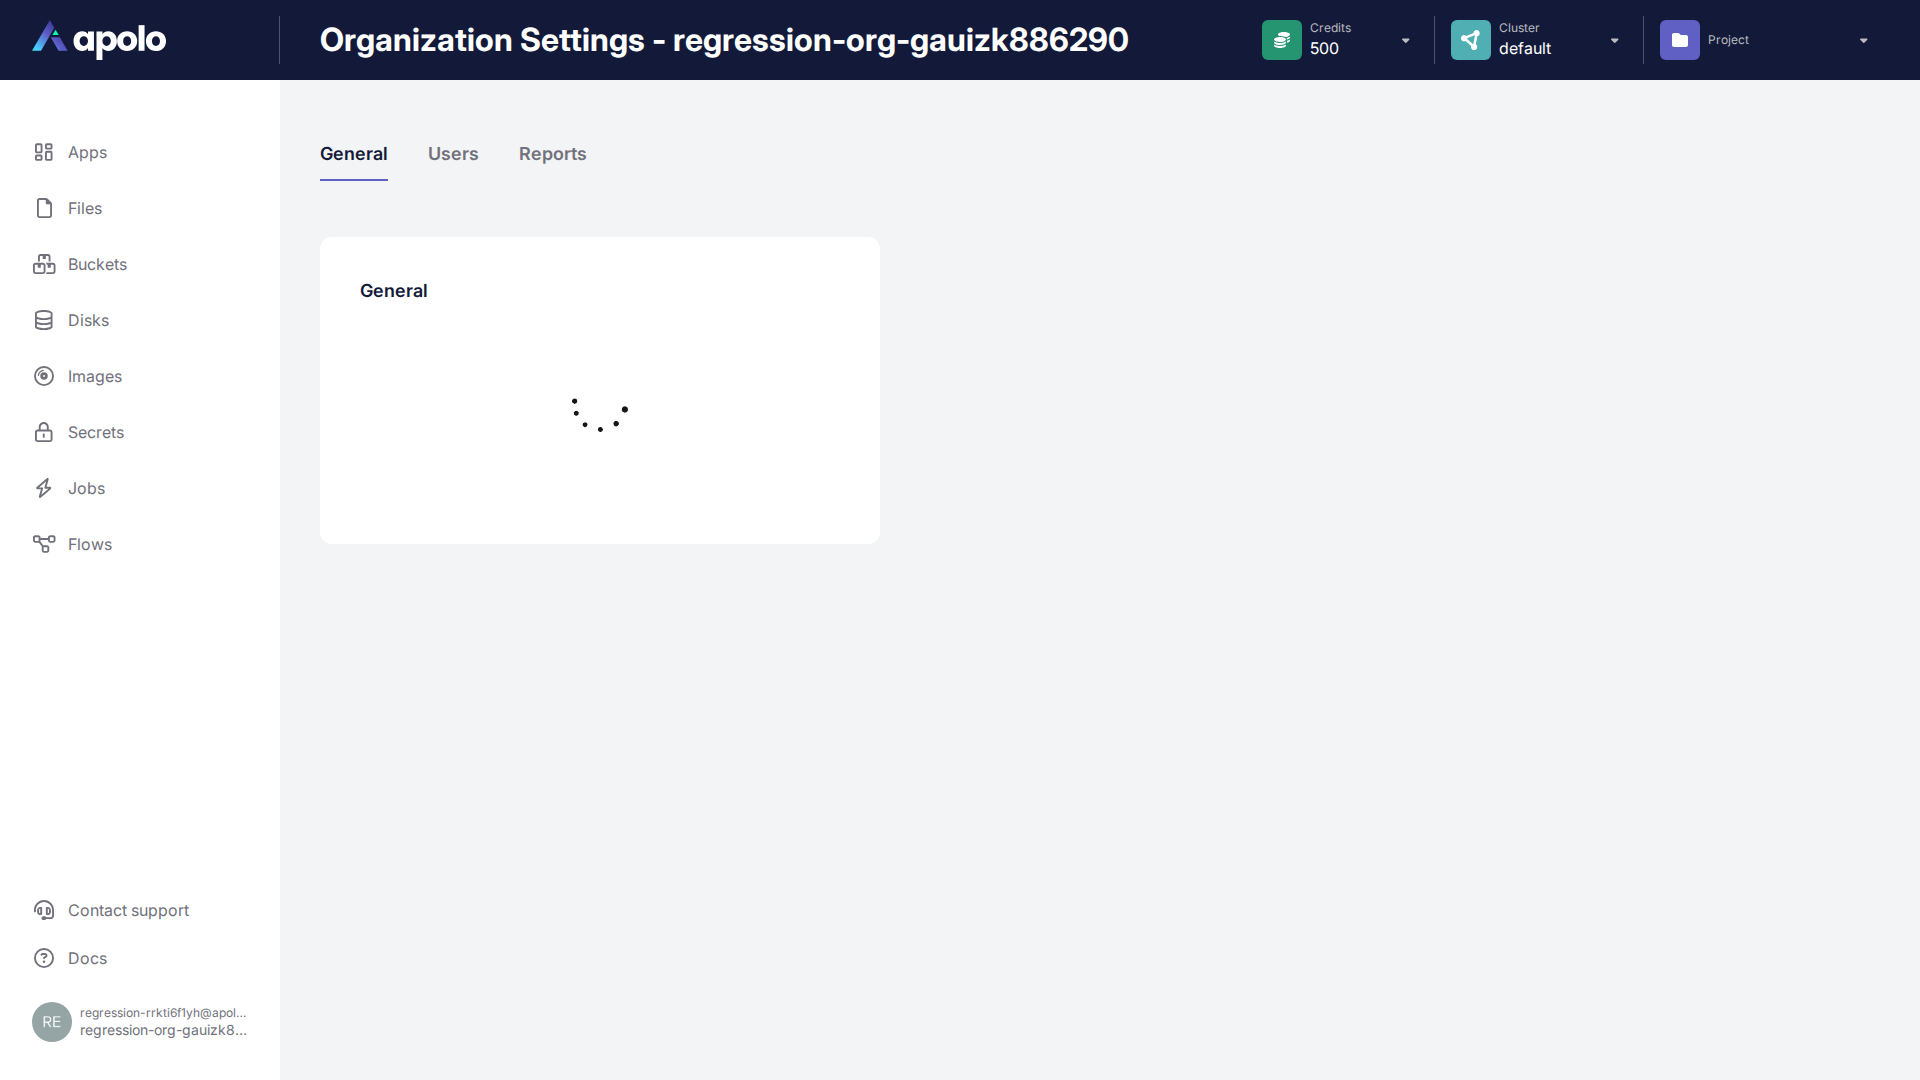 apolo
Organization Settings - regression-org-gauizk886290
Credits
500
Cluster
default
Project
Apps
Files
Buckets
Disks
Images
Secrets
Jobs
Flows
General
Users
Reports
General
Contact support
Docs
RE
regression-rrkti6f1yh@apol...
regression-org-gauizk8...